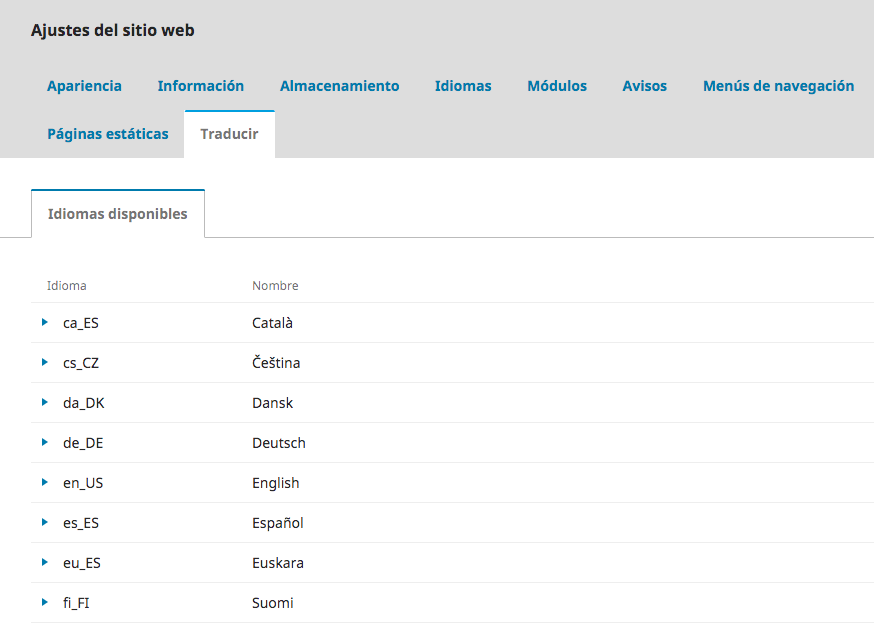 Ajustes del sitio web
Apariencia Información Almacenamiento Idiomas Módulos Avisos Menús de navegación
Páginas estáticas Traducir
Idiomas disponibles
Idioma Nombre
ca_ES Català
cs_CZ Čeština
da_DK Dansk
de_DE Deutsch
en_US English
es_ES Español
eu_ES Euskara
fi_FI Suomi